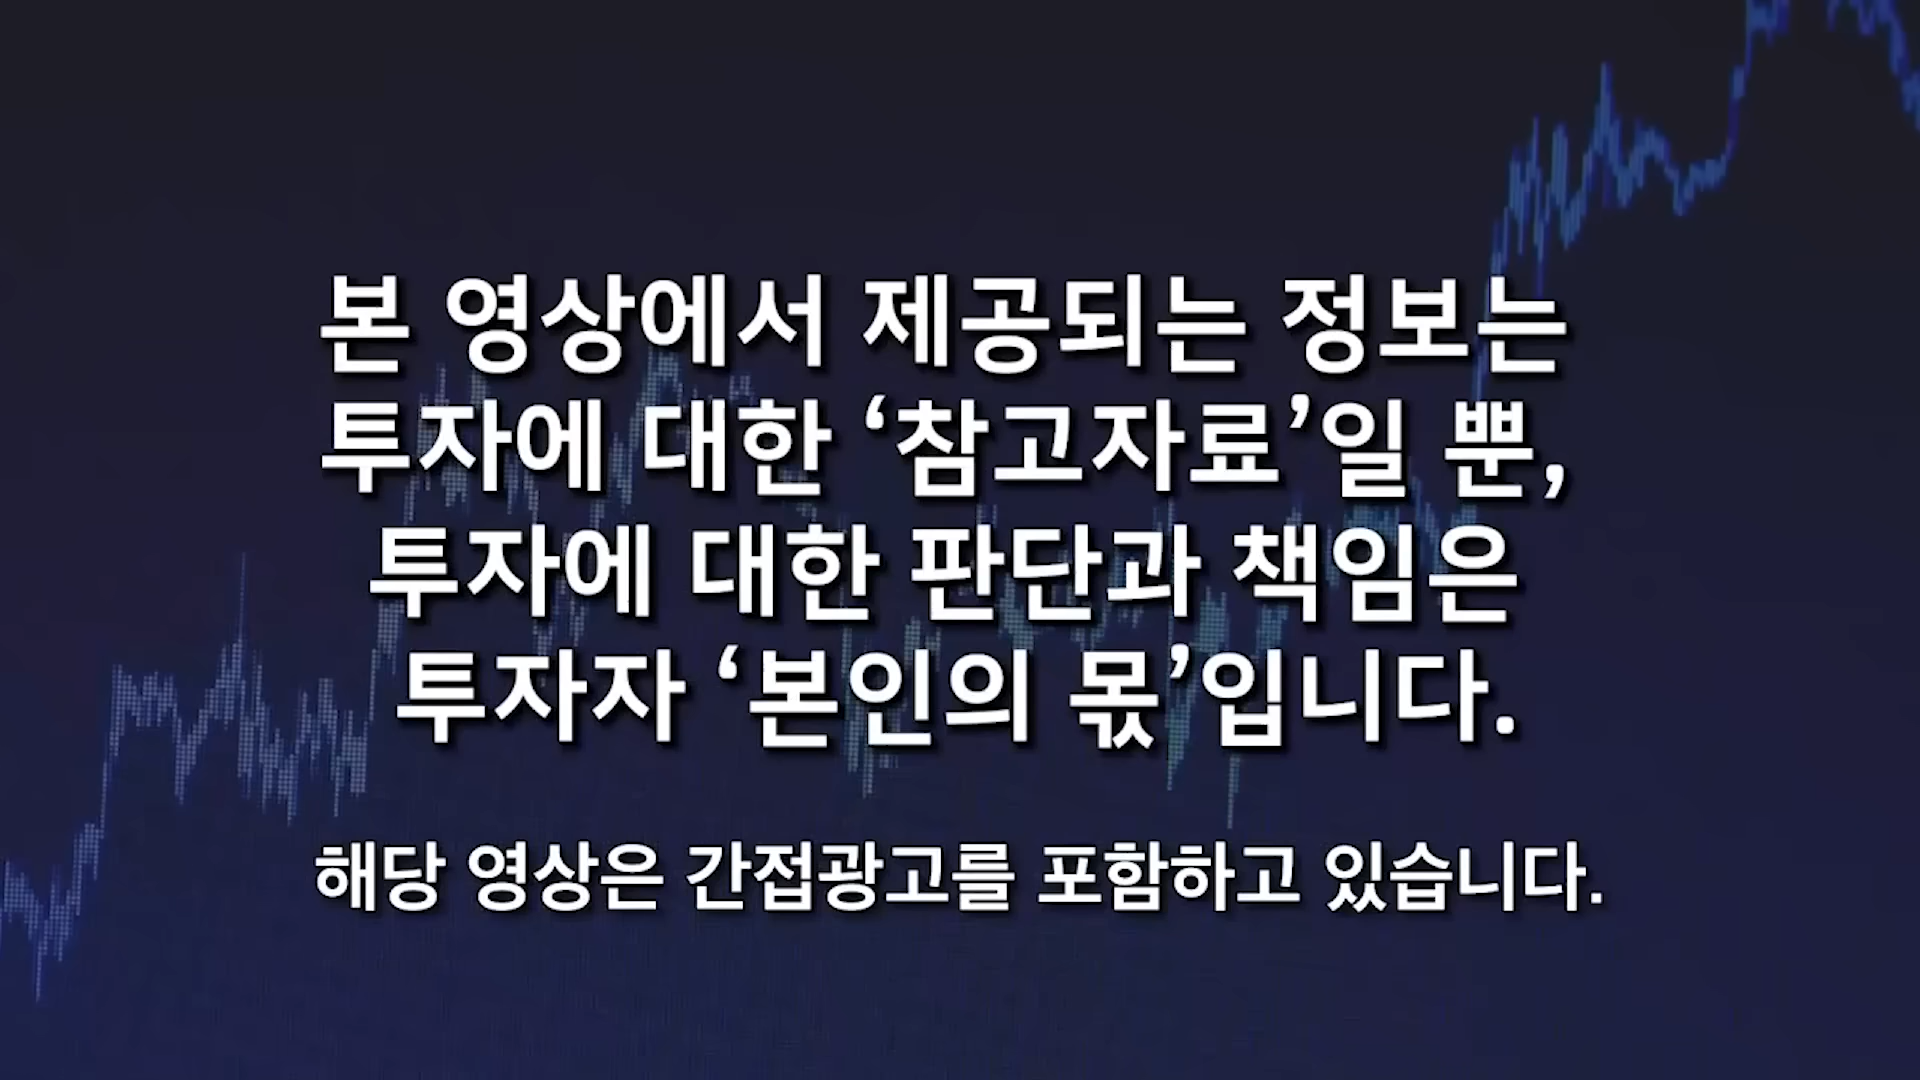 본 영상에서 제공되는 정보는
투자에 대한 ‘참고자료’일 뿐,
투자에 대한 판단과 책임은
투자자 ‘본인의 몫’입니다.
해당 영상은 간접광고를 포함하고 있습니다.